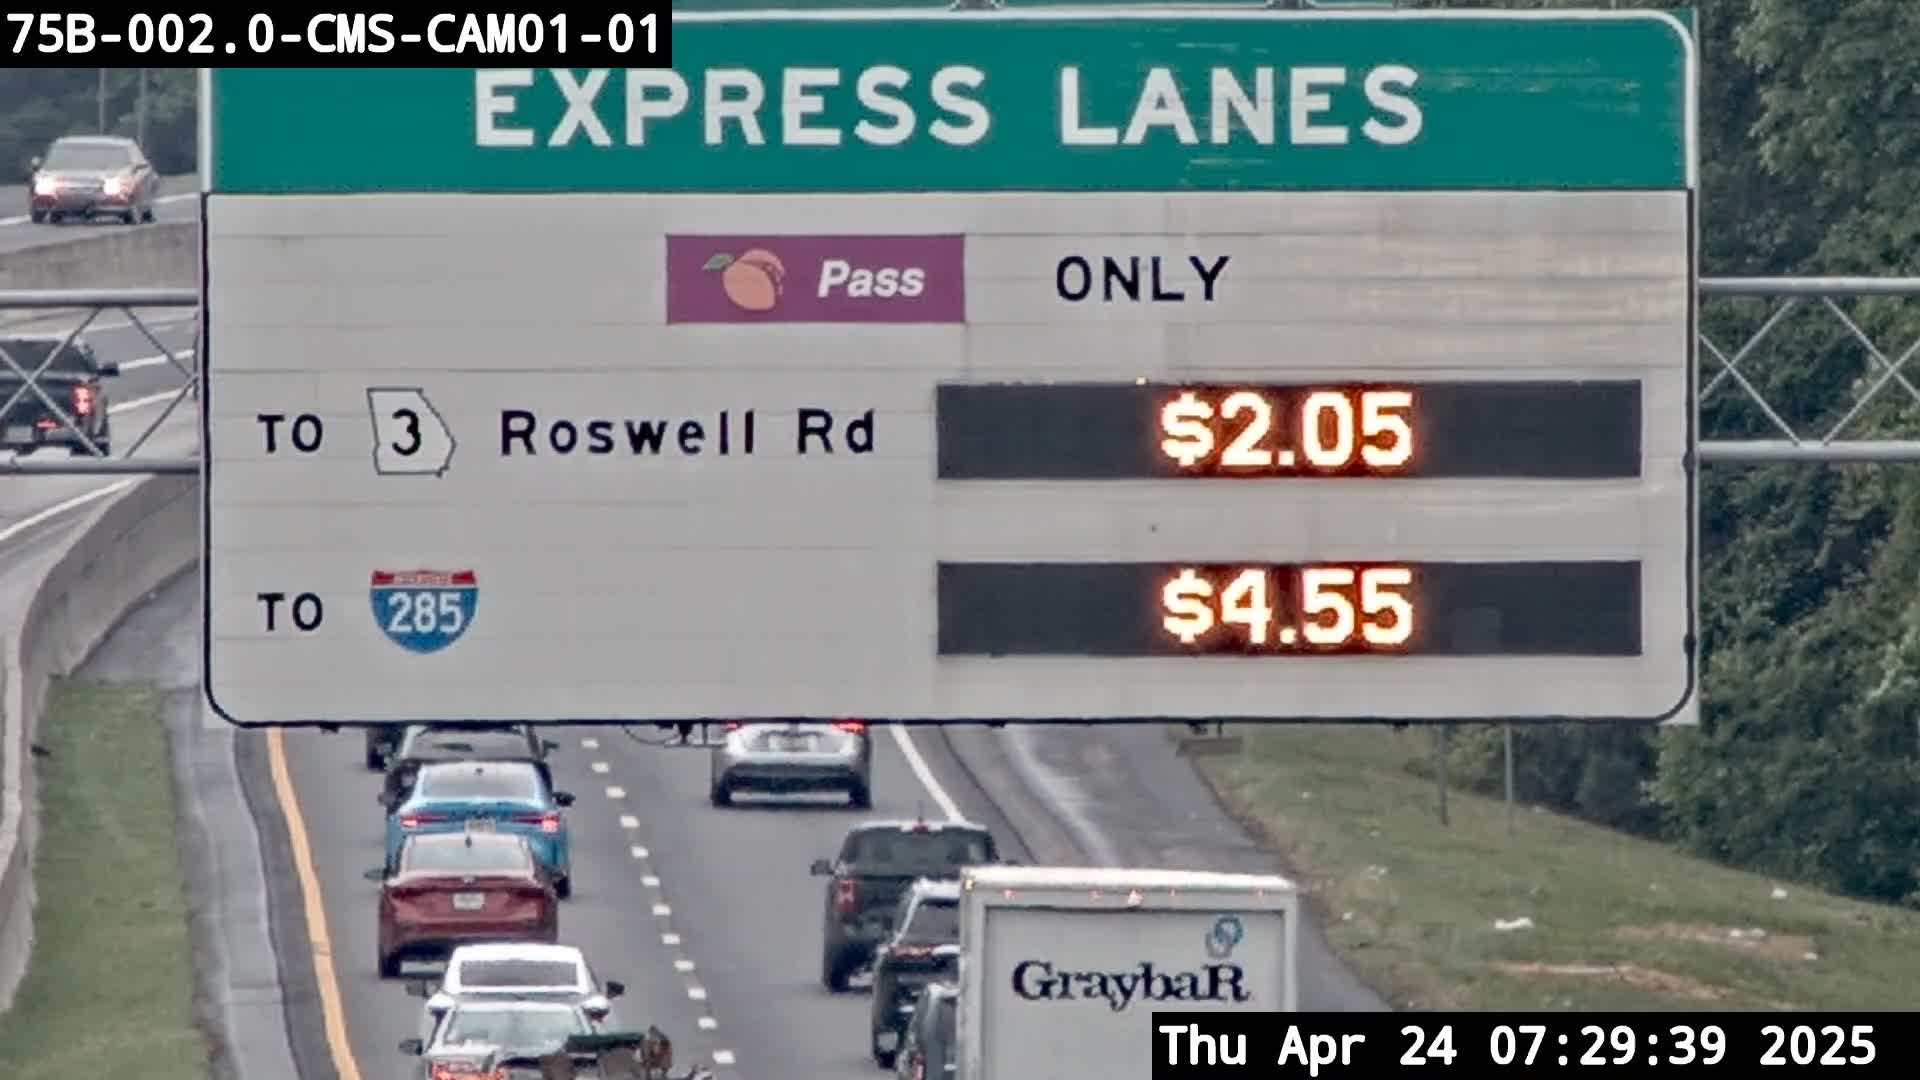 75B-002.0-CMS-CAM01-01
EXPRESS LANES
Pass ONLY
TO 3 Roswell Rd $2.05
TO 285 $4.55
GraybaR
Thu Apr 24 07:29:39 2025